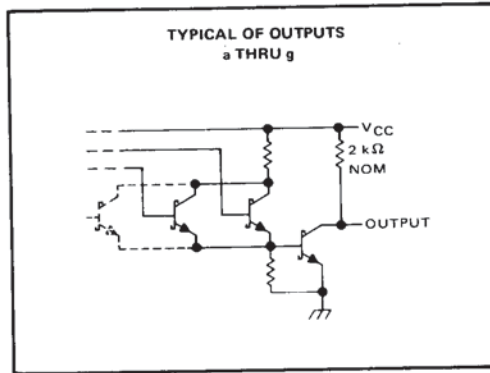 TYPICAL OF OUTPUTS
a THRU g
VCC
2 kΩ
NOM
OUTPUT